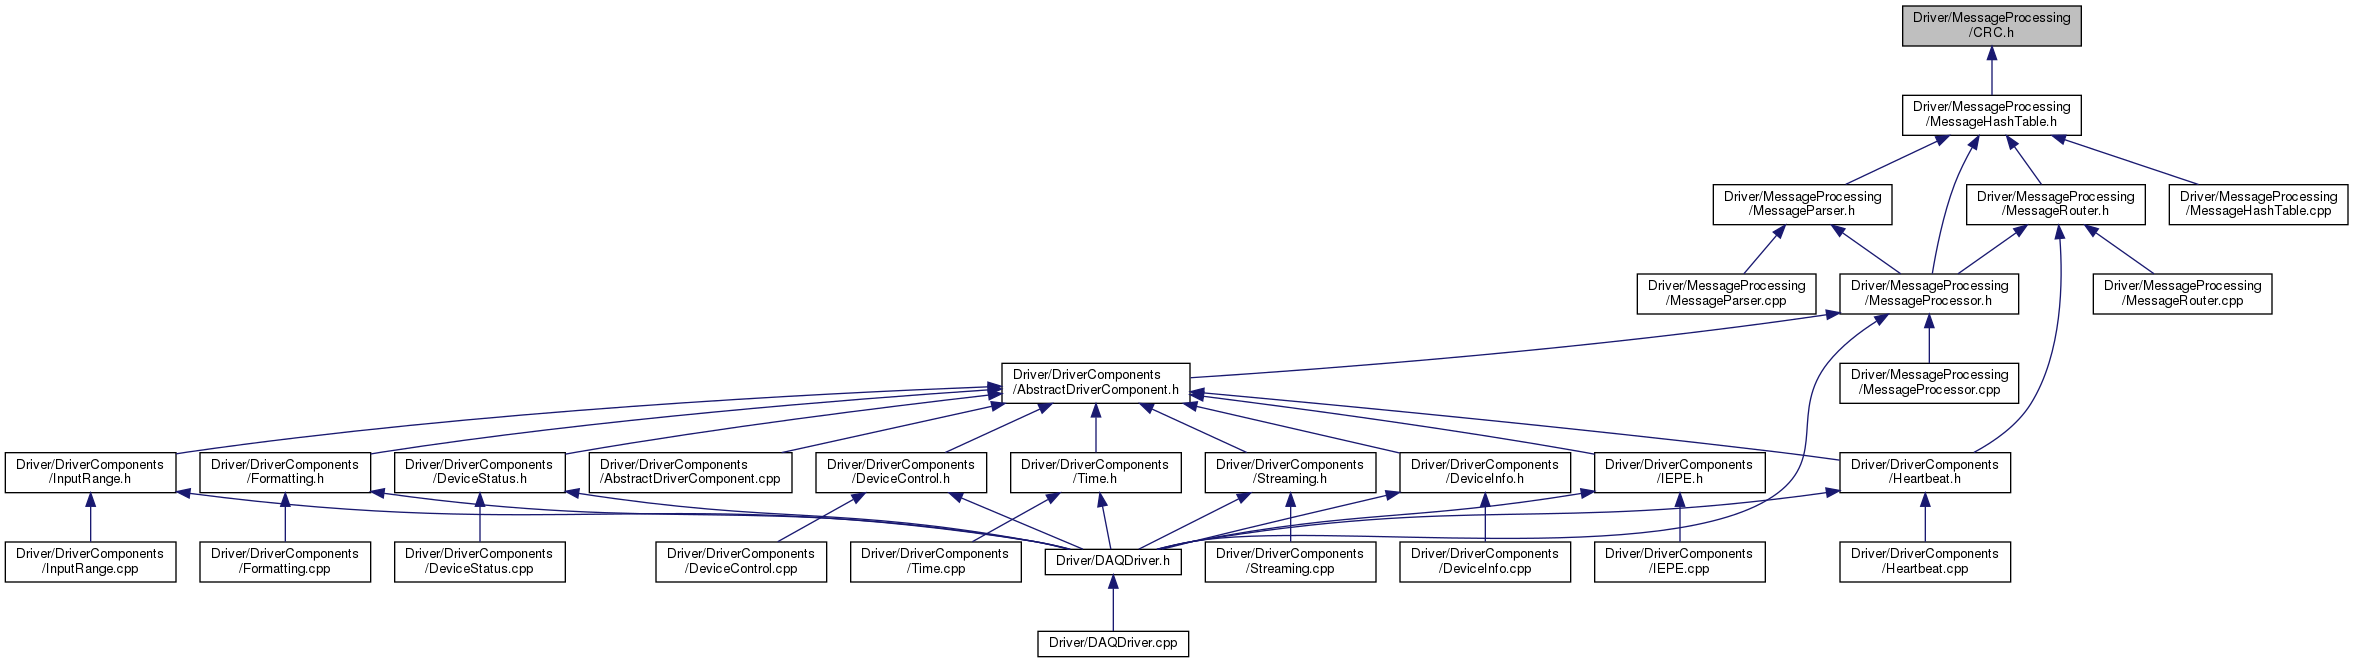 Driver/MessageProcessing
/CRC.h
Driver/MessageProcessing
/MessageHashTable.h
Driver/MessageProcessing
/MessageParser.h
Driver/MessageProcessing
/MessageRouter.h
Driver/MessageProcessing
/MessageHashTable.cpp
Driver/MessageProcessing
/MessageParser.cpp
Driver/MessageProcessing
/MessageProcessor.h
Driver/MessageProcessing
/MessageRouter.cpp
Driver/DriverComponents
/AbstractDriverComponent.h
Driver/MessageProcessing
/MessageProcessor.cpp
Driver/DriverComponents
/InputRange.h
Driver/DriverComponents
/Formatting.h
Driver/DriverComponents
/DeviceStatus.h
Driver/DriverComponents
/AbstractDriverComponent.cpp
Driver/DriverComponents
/DeviceControl.h
Driver/DriverComponents
/Time.h
Driver/DriverComponents
/Streaming.h
Driver/DriverComponents
/DeviceInfo.h
Driver/DriverComponents
/IEPE.h
Driver/DriverComponents
/Heartbeat.h
Driver/DriverComponents
/InputRange.cpp
Driver/DriverComponents
/Formatting.cpp
Driver/DriverComponents
/DeviceStatus.cpp
Driver/DriverComponents
/DeviceControl.cpp
Driver/DriverComponents
/Time.cpp
Driver/DAQDriver.h
Driver/DriverComponents
/Streaming.cpp
Driver/DriverComponents
/DeviceInfo.cpp
Driver/DriverComponents
/IEPE.cpp
Driver/DriverComponents
/Heartbeat.cpp
Driver/DAQDriver.cpp